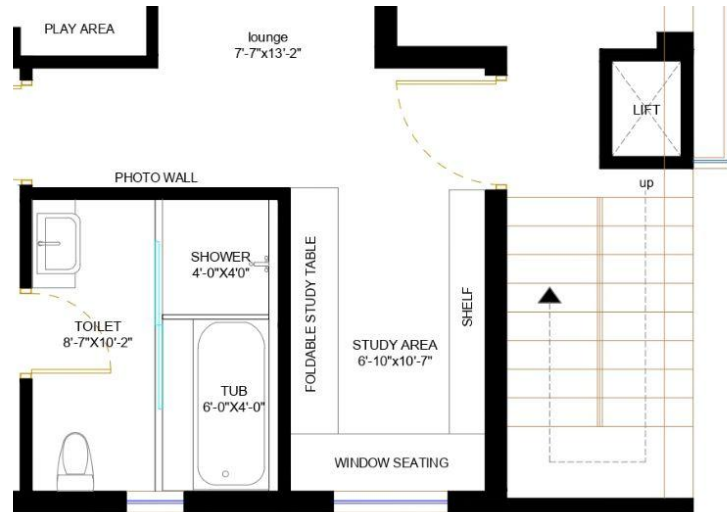 PLAY AREA
lounge
7'-7"x13'-2"
LIFT
PHOTO WALL
up
SHOWER
4'-0"X4'0"
FOLDABLE STUDY TABLE
SHELF
TOILET
8'-7"X10'-2"
STUDY AREA
6'-10"x10'-7"
TUB
6'-0"X4'-0"
WINDOW SEATING